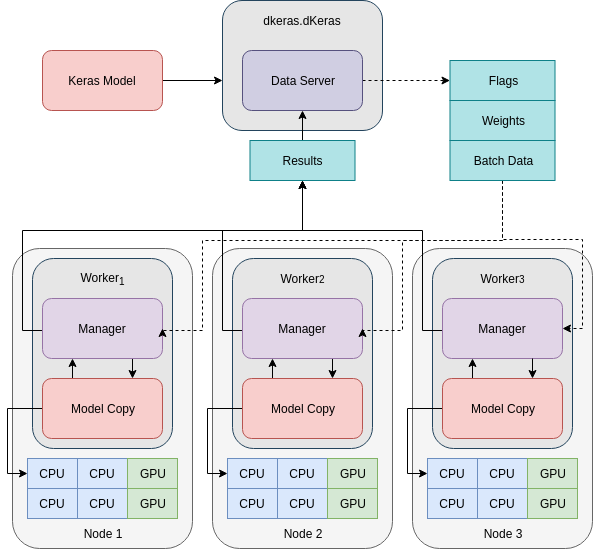 dkeras.dKeras
Keras Model
Data Server
Flags
Weights
Batch Data
Results
Worker1
Worker2
Worker3
Manager
Manager
Manager
Model Copy
Model Copy
Model Copy
CPU CPU GPU
CPU CPU GPU
CPU CPU GPU
CPU CPU GPU
CPU CPU GPU
CPU CPU GPU
Node 1
Node 2
Node 3